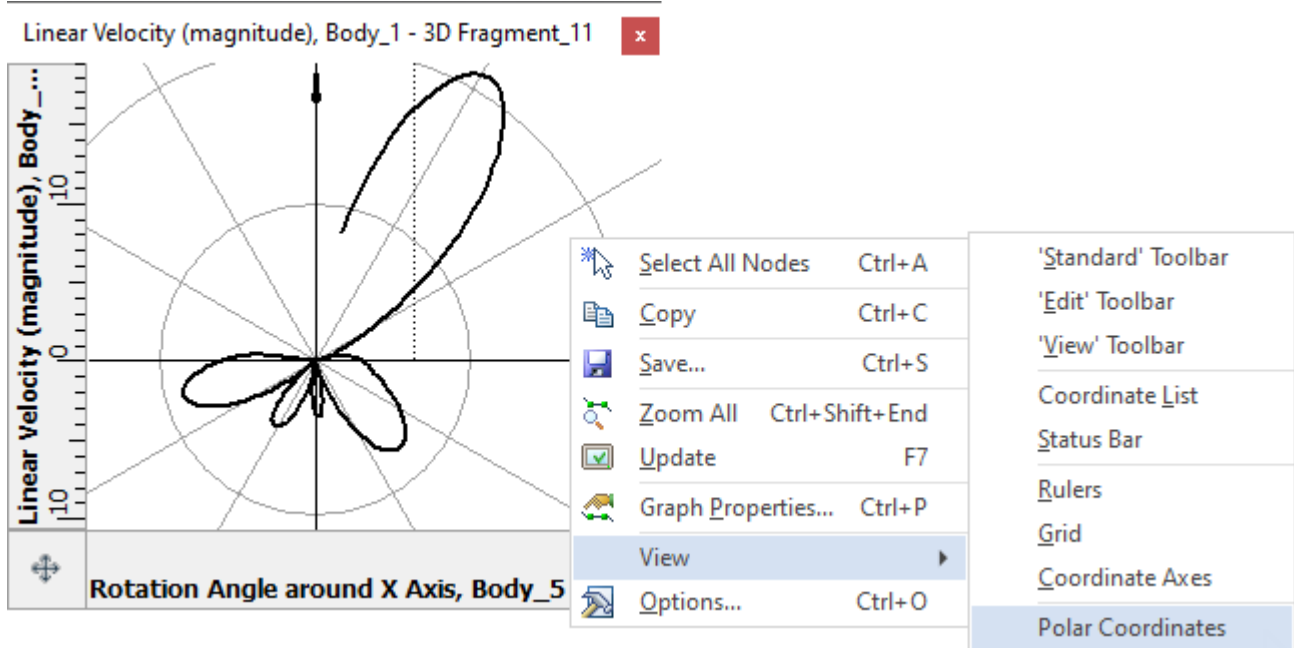 Linear Velocity (magnitude), Body_1 - 3D Fragment_11
x
Linear Velocity (magnitude), Body_...
10
0
10
Rotation Angle around X Axis, Body_5
Select All Nodes Ctrl+A
Copy Ctrl+C
Save... Ctrl+S
Zoom All Ctrl+Shift+End
Update F7
Graph Properties... Ctrl+P
View
Options... Ctrl+O
'Standard' Toolbar
'Edit' Toolbar
'View' Toolbar
Coordinate List
Status Bar
Rulers
Grid
Coordinate Axes
Polar Coordinates